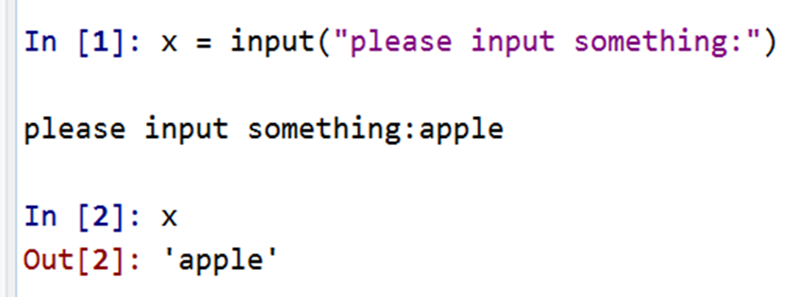 In [1]: x = input("please input something:")
please input something:apple
In [2]: x
Out[2]: 'apple'